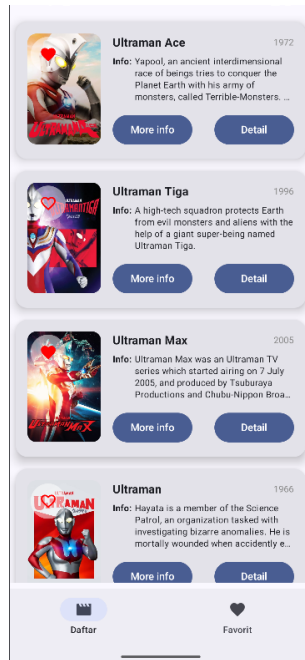 Ultraman Ace 1972
Info: Yapool, an ancient interdimensional
race of beings tries to conquer the
Planet Earth with his army of
monsters, called Terrible-Monsters. ...
More info Detail
Ultraman Tiga 1996
Info: A high-tech squadron protects Earth
from evil monsters and aliens with the
help of a giant super-being named
Ultraman Tiga.
More info Detail
Ultraman Max 2005
Info: Ultraman Max was an Ultraman TV
series which started airing on 7 July
2005, and produced by Tsuburaya
Productions and Chubu-Nippon Broa...
More info Detail
ULTRAMAN
Ultraman 1966
Info: Hayata is a member of the Science
Patrol, an organization tasked with
investigating bizarre anomalies. He is
mortally wounded when accidently e...
More info Detail
Daftar Favorit